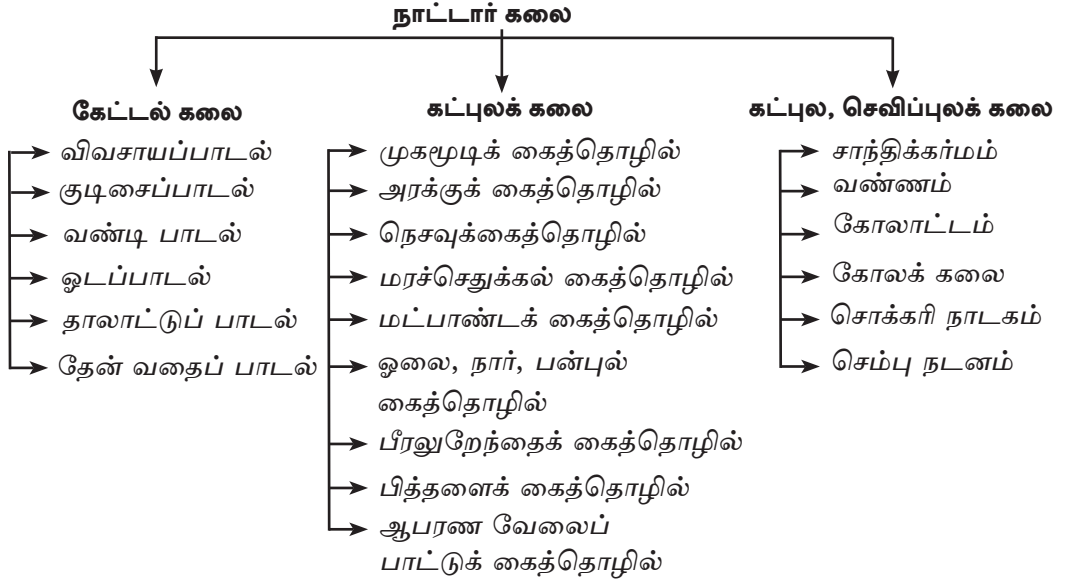 நாட்டார் கலை
கேட்டல் கலை
விவசாயப்பாடல்
குடிசைப்பாடல்
வண்டி பாடல்
ஓடப்பாடல்
தாலாட்டுப் பாடல்
தேன் வதைப் பாடல்
கட்புலக் கலை
முகமூடிக் கைத்தொழில்
அரக்குக் கைத்தொழில்
நெசவுக்கைத்தொழில்
மரச்செதுக்கல் கைத்தொழில்
மட்பாண்டக் கைத்தொழில்
ஓலை, நார், பன்புல்
கைத்தொழில்
பீரலுறேந்தைக் கைத்தொழில்
பித்தளைக் கைத்தொழில்
ஆபரண வேலைப்
பாட்டுக் கைத்தொழில்
கட்புல, செவிப்புலக் கலை
சாந்திக்கர்மம்
வண்ணம்
கோலாட்டம்
கோலக் கலை
சொக்கரி நாடகம்
செம்பு நடனம்